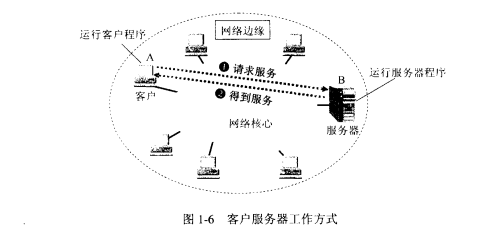 网络边缘
运行客户程序
A
❶ 请求服务
B
运行服务器程序
❷ 得到服务
客户
网络核心
服务器
图 1-6 客户服务器工作方式